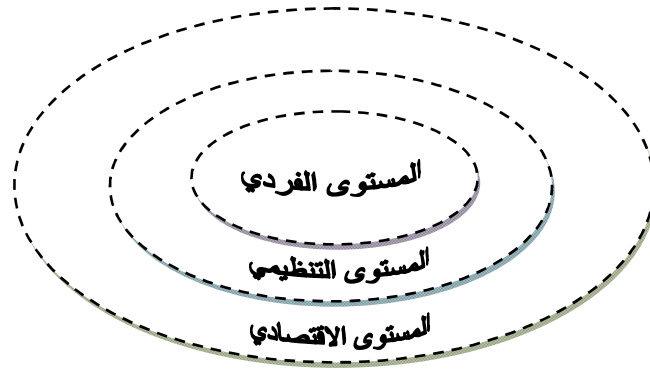 المستوى الفردي
المستوى التنظيمي
المستوى الاقتصادي